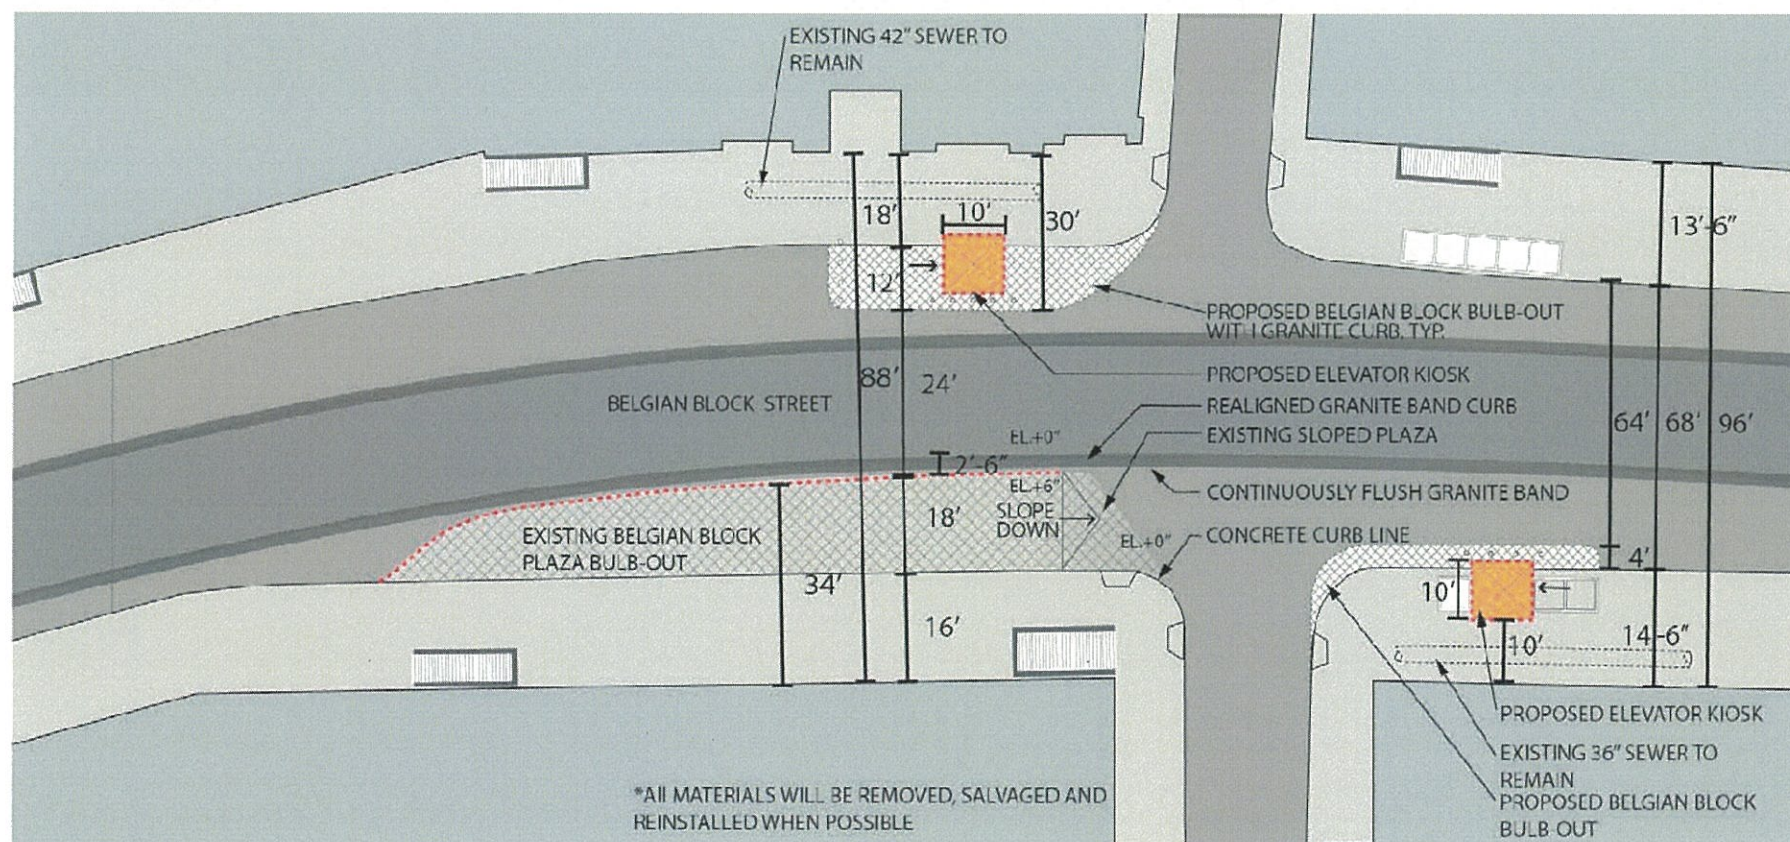 EXISTING 42" SEWER TO
REMAIN
18'
10'
30'
13'-6"
12'
PROPOSED BELGIAN BLOCK BULB-OUT
WITH GRANITE CURB, TYP.
88'
24'
PROPOSED ELEVATOR KIOSK
BELGIAN BLOCK STREET
REALIGNED GRANITE BAND CURB
EXISTING SLOPED PLAZA
64'
68'
96'
EL.+0"
2'-6"
EL.+6"
SLOPE
DOWN
CONTINUOUSLY FLUSH GRANITE BAND
18'
EXISTING BELGIAN BLOCK
PLAZA BULB-OUT
EL.+0"
CONCRETE CURB LINE
4'
34'
10'
16'
14'-6"
10'
PROPOSED ELEVATOR KIOSK
EXISTING 36" SEWER TO
REMAIN
PROPOSED BELGIAN BLOCK
BULB-OUT
*All MATERIALS WILL BE REMOVED, SALVAGED AND
REINSTALLED WHEN POSSIBLE